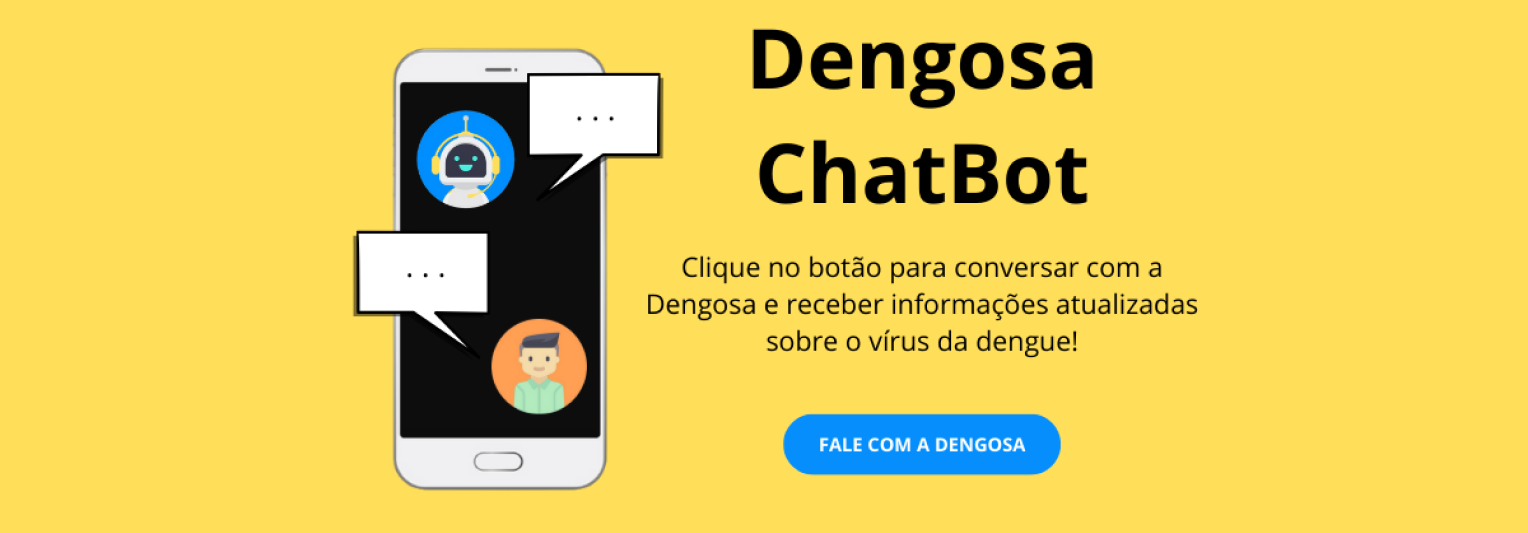 Dengosa
ChatBot
Clique no botão para conversar com a
Dengosa e receber informações atualizadas
sobre o vírus da dengue!
FALE COM A DENGOSA
. . .
. . .